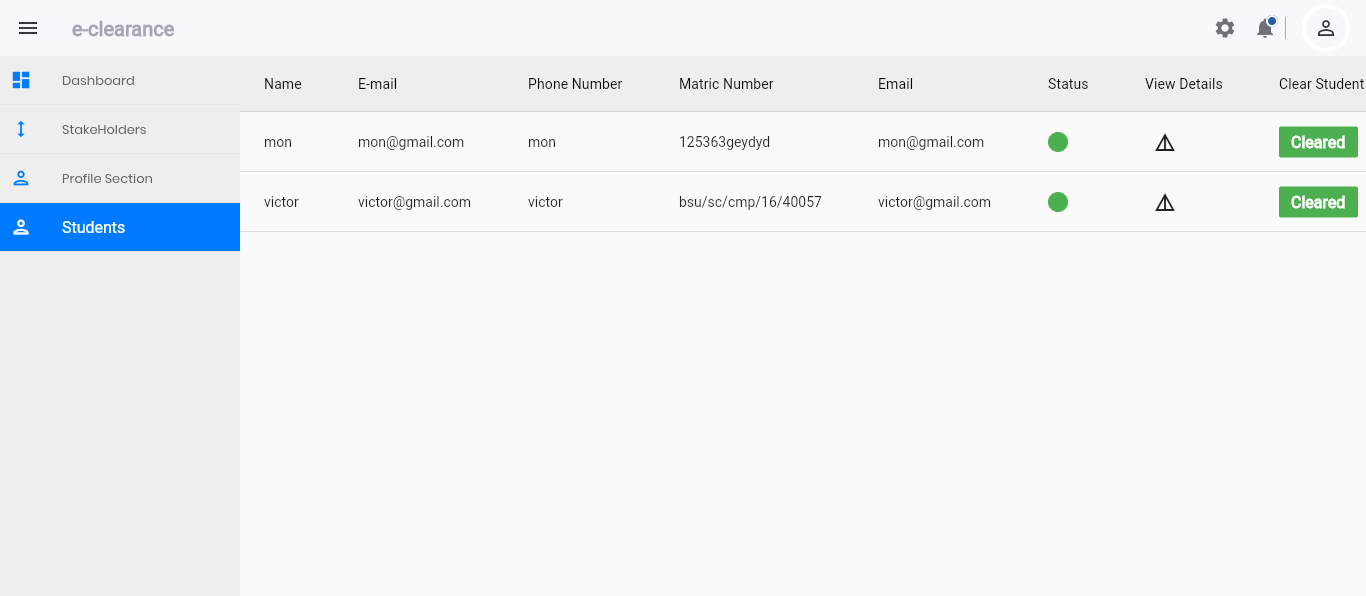 e-clearance
Dashboard
StakeHolders
Profile Section
Students
Name E-mail Phone Number Matric Number Email Status View Details Clear Student
mon mon@gmail.com mon 125363geydyd mon@gmail.com Cleared
victor victor@gmail.com victor bsu/sc/cmp/16/40057 victor@gmail.com Cleared